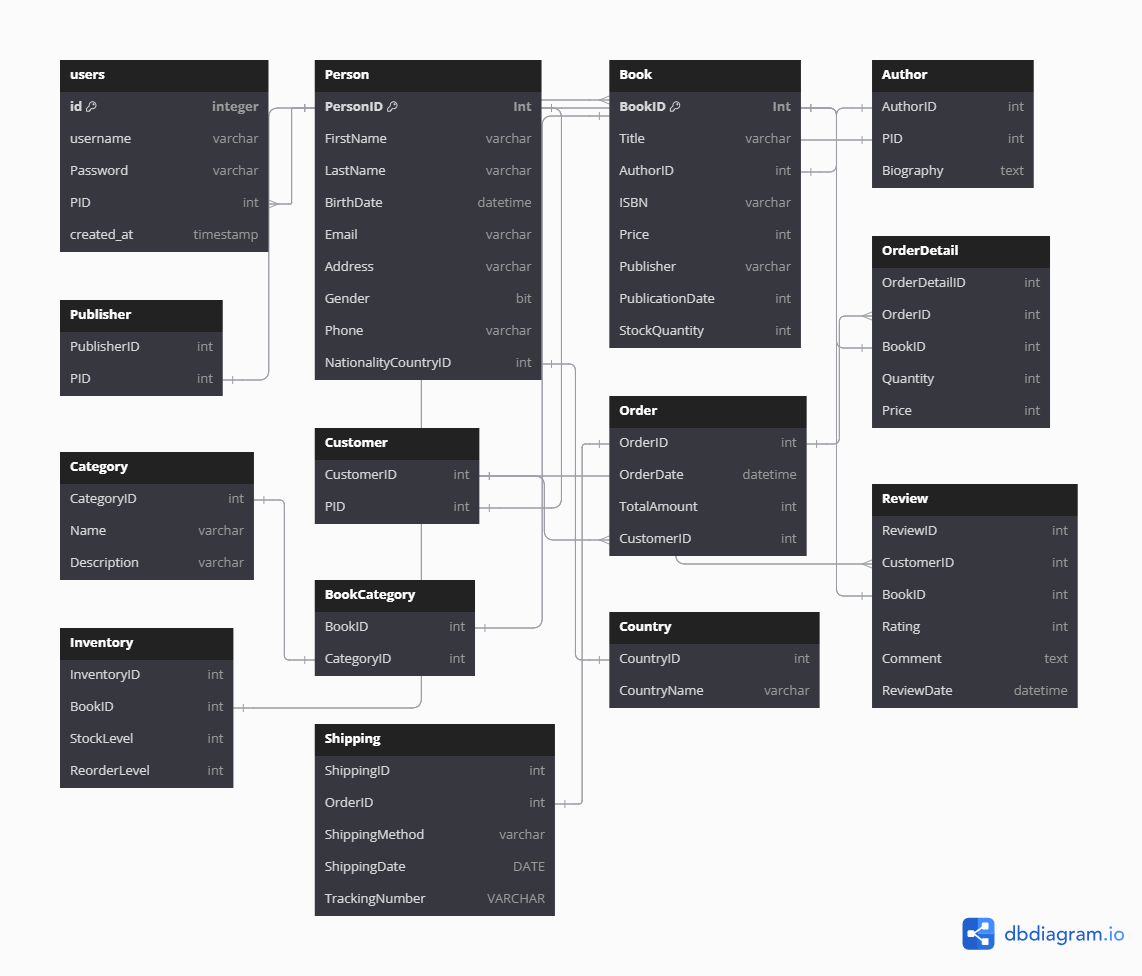 users
id integer
username varchar
Password varchar
PID int
created_at timestamp
Publisher
PublisherID int
PID int
Category
CategoryID int
Name varchar
Description varchar
Inventory
InventoryID int
BookID int
StockLevel int
ReorderLevel int
Person
PersonID Int
FirstName varchar
LastName varchar
BirthDate datetime
Email varchar
Address varchar
Gender bit
Phone varchar
NationalityCountryID int
Customer
CustomerID int
PID int
BookCategory
BookID int
CategoryID int
Shipping
ShippingID int
OrderID int
ShippingMethod varchar
ShippingDate DATE
TrackingNumber VARCHAR
Book
BookID Int
Title varchar
AuthorID int
ISBN varchar
Price int
Publisher varchar
PublicationDate int
StockQuantity int
Order
OrderID int
OrderDate datetime
TotalAmount int
CustomerID int
Country
CountryID int
CountryName varchar
Author
AuthorID int
PID int
Biography text
OrderDetail
OrderDetailID int
OrderID int
BookID int
Quantity int
Price int
Review
ReviewID int
CustomerID int
BookID int
Rating int
Comment text
ReviewDate datetime
dbdiagram.io